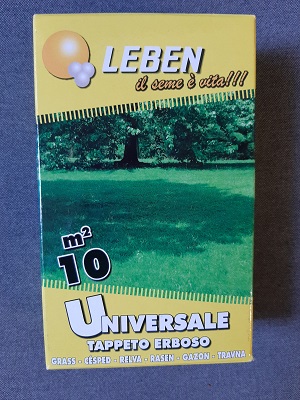 LEBEN
il seme è vita!!!
m²
10
UNIVERSALE
TAPPETO ERBOSO
GRASS - CÉSPED - RELVA - RASEN - GAZON - TRAVNA